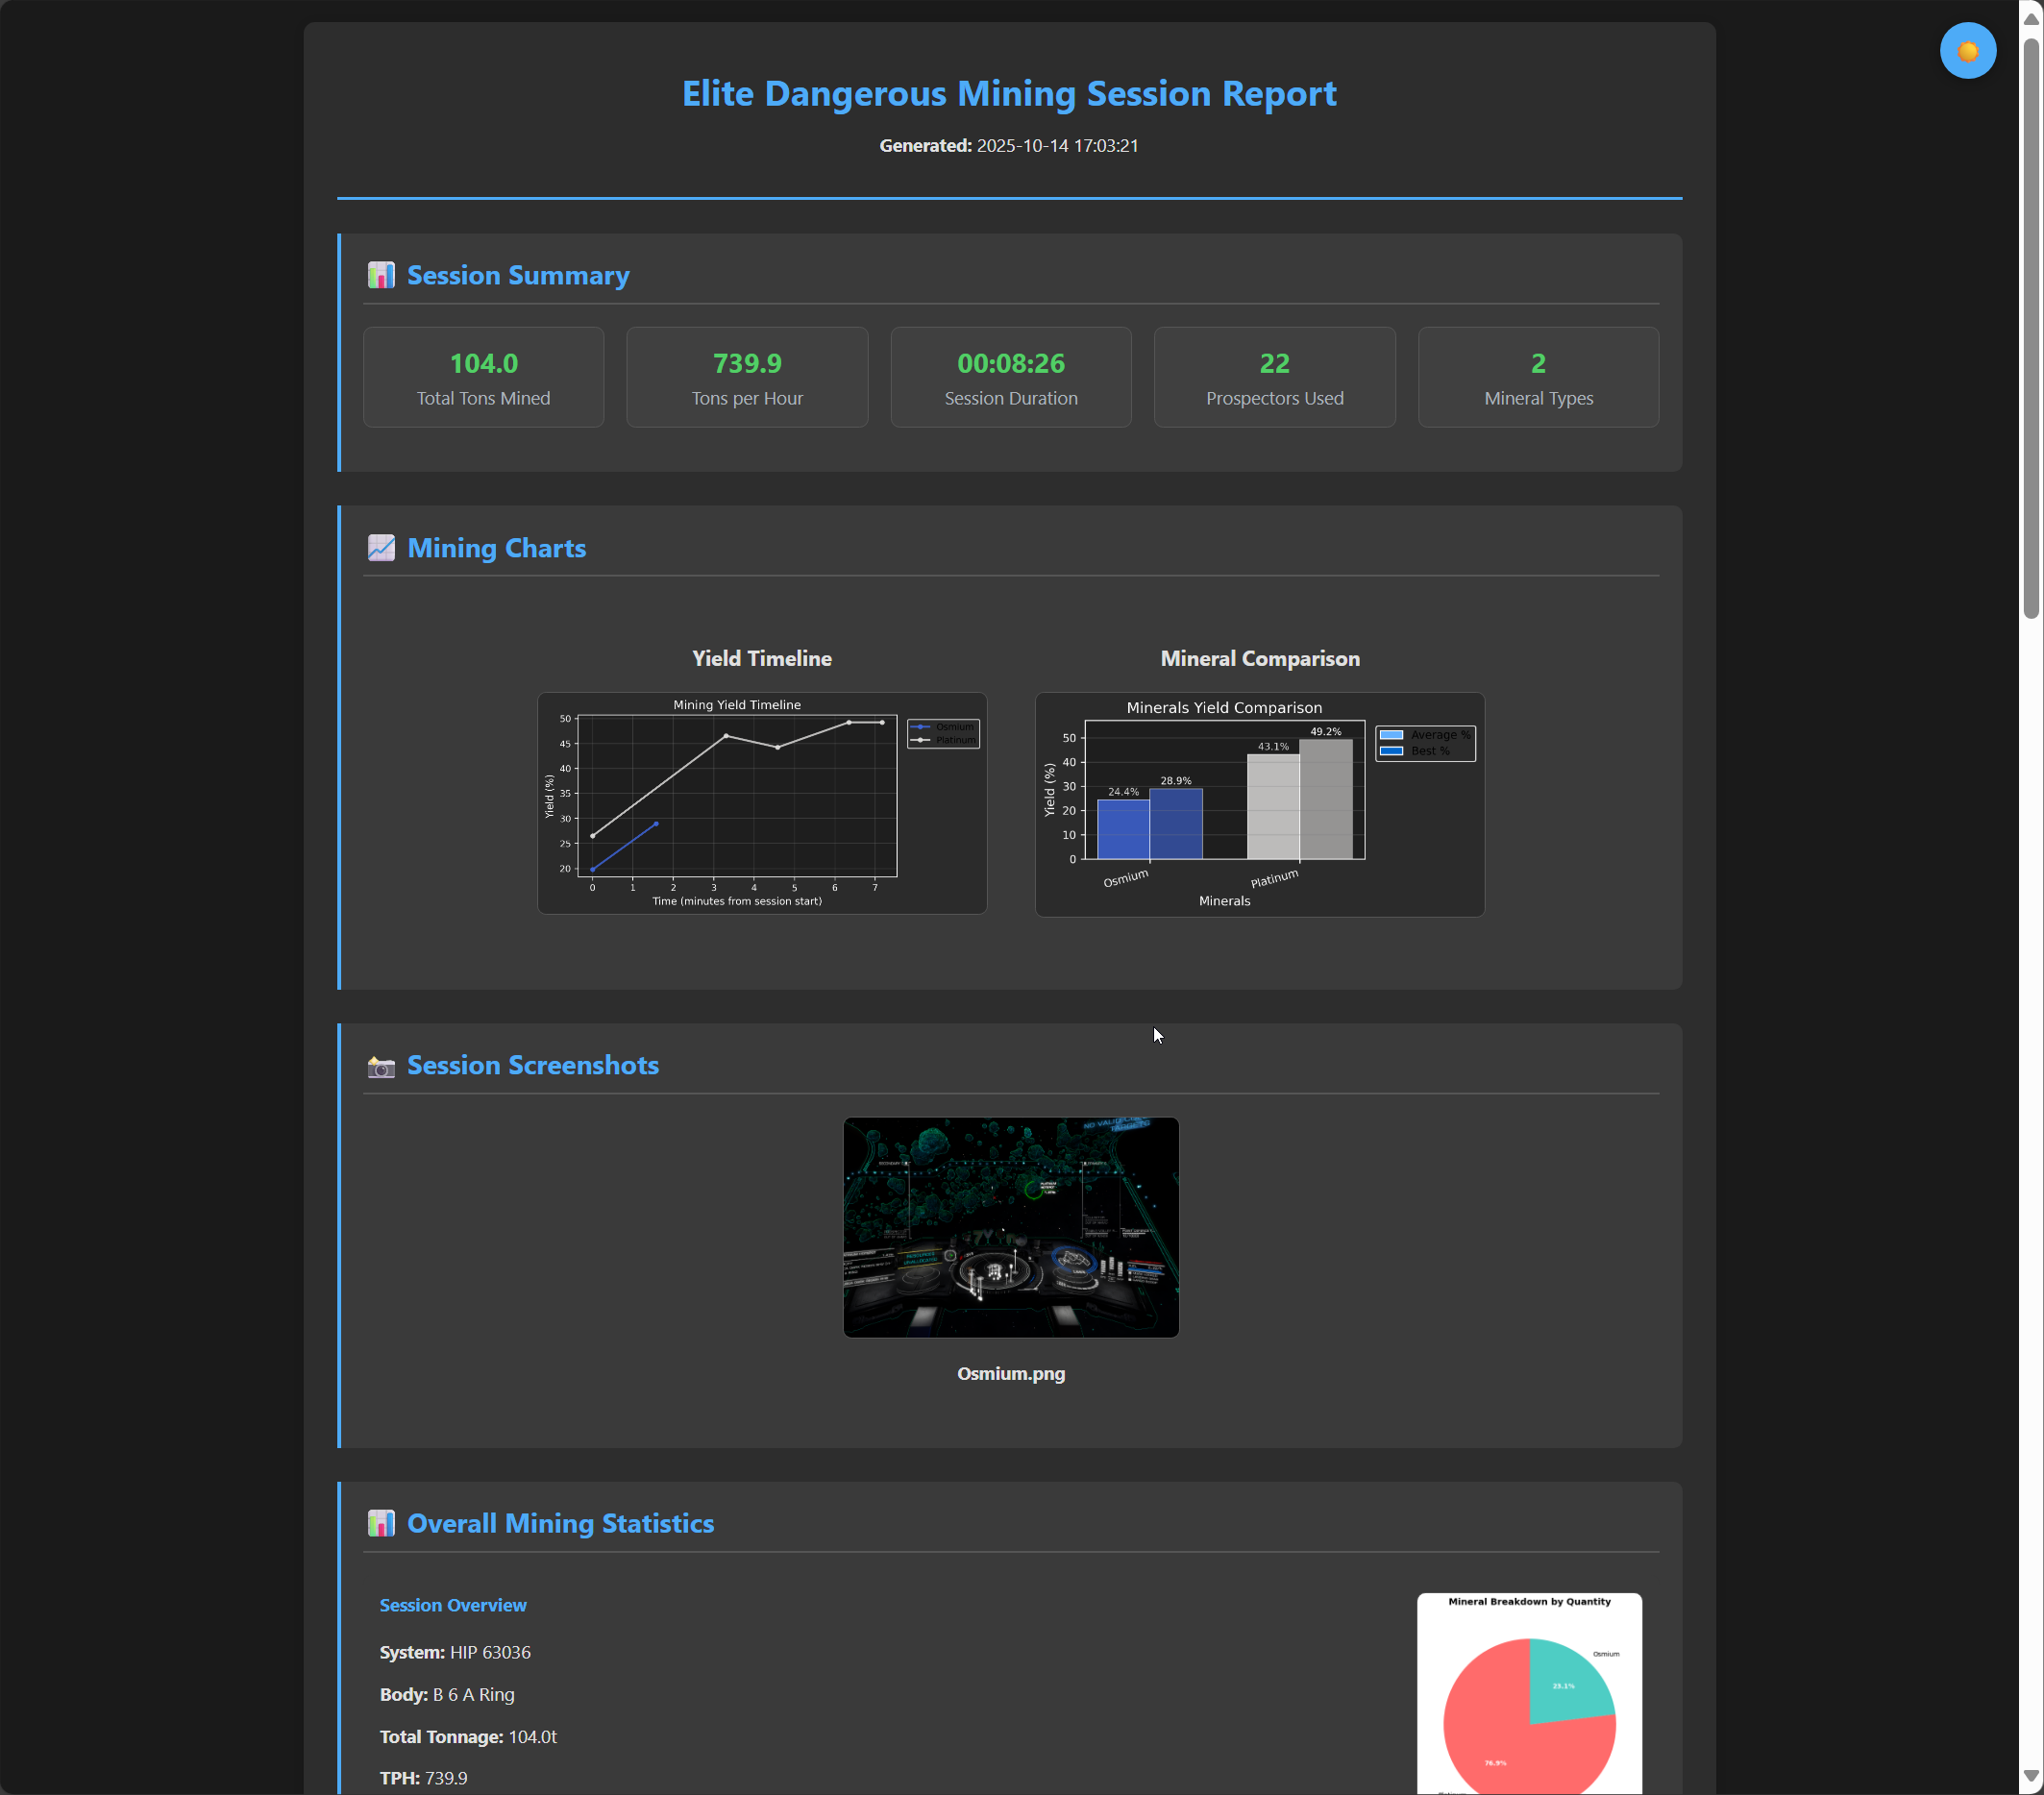 Elite Dangerous Mining Session Report
Generated: 2025-10-14 17:03:21
Session Summary
104.0
Total Tons Mined
739.9
Tons per Hour
00:08:26
Session Duration
22
Prospectors Used
2
Mineral Types
Mining Charts
Yield Timeline
Mining Yield Timeline
Yield (%)
50
45
40
35
30
25
20
0 1 2 3 4 5 6 7
Time (minutes from session start)
Osmium
Platinum
Mineral Comparison
Minerals Yield Comparison
Yield (%)
50
40
30
20
10
0
24.4%
28.9%
43.1%
49.2%
Osmium
Platinum
Minerals
Average %
Best %
Session Screenshots
NO VALID
TARGETS
Osmium.png
Overall Mining Statistics
Session Overview
System: HIP 63036
Body: B 6 A Ring
Total Tonnage: 104.0t
TPH: 739.9
Mineral Breakdown by Quantity
Osmium
23.1%
76.9%